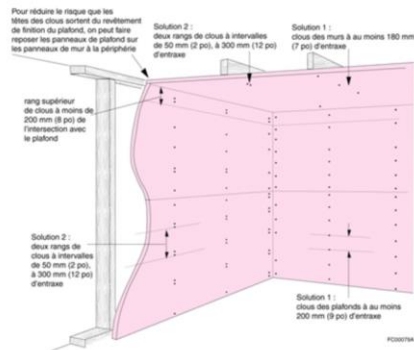 Pour réduire le risque que les
têtes des clous sortent du revêtement
de finition du plafond, on peut faire
reposer les panneaux de plafond sur
les panneaux de mur à la périphérie
Solution 2 :
deux rangs de clous à intervalles
de 50 mm (2 po), à 300 mm (12 po)
d'entraxe
Solution 1 :
clous des murs à au moins 180 mm
(7 po) d'entraxe
rang supérieur
de clous à moins de
200 mm (8 po) de
l'intersection avec
le plafond
Solution 2 :
deux rangs de
clous à intervalles
de 50 mm (2 po),
à 300 mm (12 po)
d'entraxe
Solution 1 :
clous des plafonds à au moins
200 mm (9 po) d'entraxe